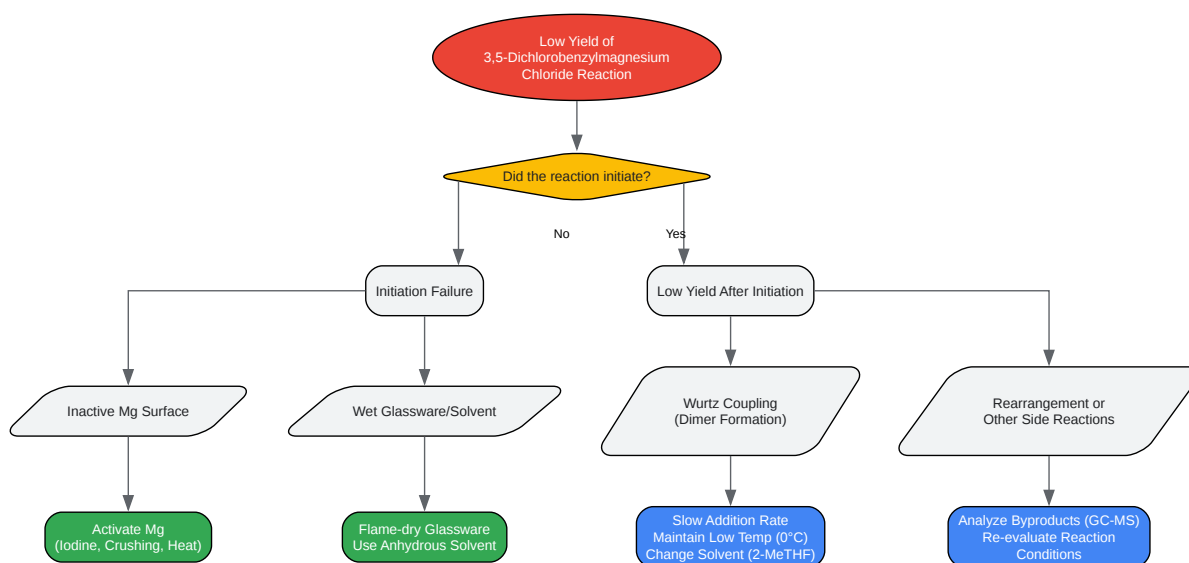 Low Yield of
3,5-Dichlorobenzylmagnesium
Chloride Reaction
Did the reaction initiate?
No
Yes
Initiation Failure
Low Yield After Initiation
Inactive Mg Surface
Wet Glassware/Solvent
Wurtz Coupling
(Dimer Formation)
Rearrangement or
Other Side Reactions
Activate Mg
(Iodine, Crushing, Heat)
Flame-dry Glassware
Use Anhydrous Solvent
Slow Addition Rate
Maintain Low Temp (0°C)
Change Solvent (2-MeTHF)
Analyze Byproducts (GC-MS)
Re-evaluate Reaction
Conditions